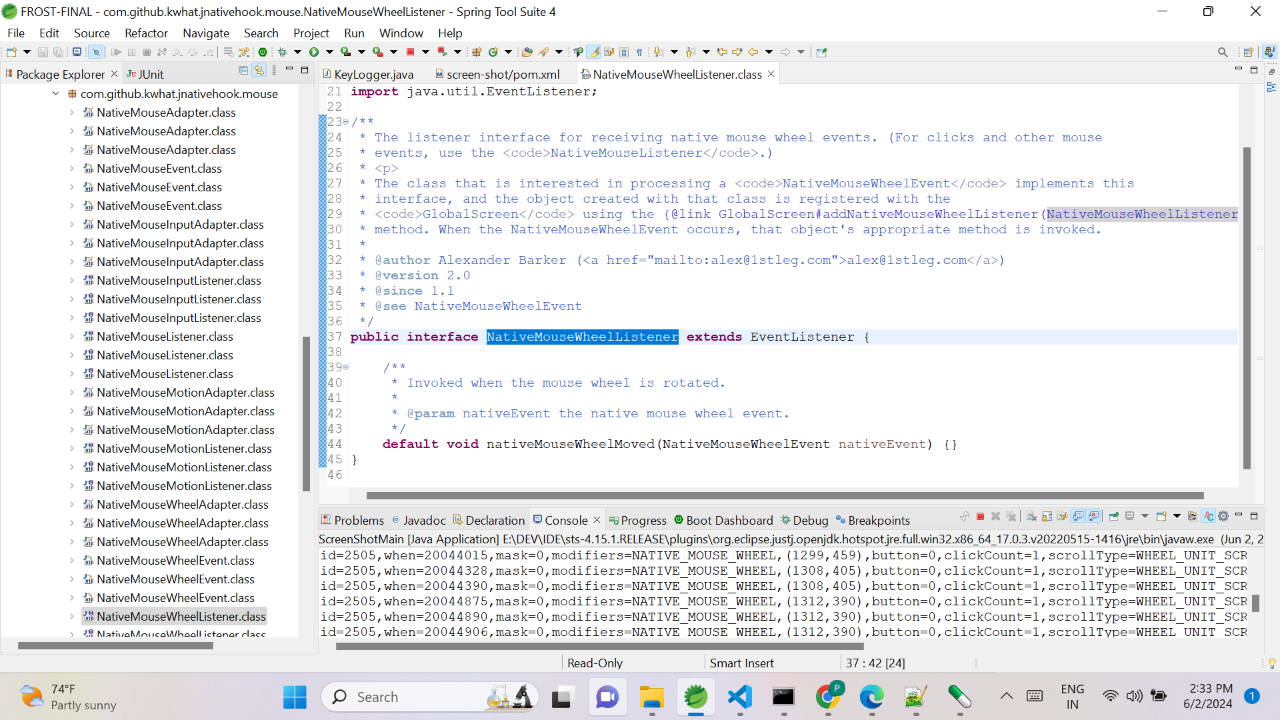 FROST-FINAL - com.github.kwhat.jnativehook.mouse.NativeMouseWheelListener - Spring Tool Suite 4
File Edit Source Refactor Navigate Search Project Run Window Help
Package Explorer JUnit
com.github.kwhat.jnativehook.mouse
NativeMouseAdapter.class
NativeMouseAdapter.class
NativeMouseAdapter.class
NativeMouseEvent.class
NativeMouseEvent.class
NativeMouseEvent.class
NativeMouseInputAdapter.class
NativeMouseInputAdapter.class
NativeMouseInputAdapter.class
NativeMouseInputListener.class
NativeMouseInputListener.class
NativeMouseInputListener.class
NativeMouseListener.class
NativeMouseListener.class
NativeMouseListener.class
NativeMouseMotionAdapter.class
NativeMouseMotionAdapter.class
NativeMouseMotionAdapter.class
NativeMouseMotionListener.class
NativeMouseMotionListener.class
NativeMouseMotionListener.class
NativeMouseWheelAdapter.class
NativeMouseWheelAdapter.class
NativeMouseWheelAdapter.class
NativeMouseWheelEvent.class
NativeMouseWheelEvent.class
NativeMouseWheelEvent.class
NativeMouseWheelListener.class
NativeMouseWheelListener.class
KeyLogger.java screen-shot/pom.xml NativeMouseWheelListener.class
21 import java.util.EventListener;
22
23 /**
24 * The listener interface for receiving native mouse wheel events. (For clicks and other mouse
25 * events, use the <code>NativeMouseListener</code>.)
26 * <p>
27 * The class that is interested in processing a <code>NativeMouseWheelEvent</code> implements this
28 * interface, and the object created with that class is registered with the
29 * <code>GlobalScreen</code> using the {@link GlobalScreen#addNativeMouseWheelListener(NativeMouseWheelListener
30 * method. When the NativeMouseWheelEvent occurs, that object's appropriate method is invoked.
31 *
32 * @author Alexander Barker (<a href="mailto:alex@1stleg.com">alex@1stleg.com</a>)
33 * @version 2.0
34 * @since 1.1
35 * @see NativeMouseWheelEvent
36 */
37 public interface NativeMouseWheelListener extends EventListener {
38
39 /**
40 * Invoked when the mouse wheel is rotated.
41 *
42 * @param nativeEvent the native mouse wheel event.
43 */
44 default void nativeMouseWheelMoved(NativeMouseWheelEvent nativeEvent) {}
45 }
46
Problems Javadoc Declaration Console Progress Boot Dashboard Debug Breakpoints
ScreenShotMain [Java Application] E:\DEV\IDE\sts-4.15.1.RELEASE\plugins\org.eclipse.justj.openjdk.hotspot.jre.full.win32.x86_64_17.0.3.v20220515-1416\jre\bin\javaw.exe (Jun 2, 2
id=2505,when=20044015,mask=0,modifiers=NATIVE_MOUSE_WHEEL,(1299,459),button=0,clickCount=1,scrollType=WHEEL_UNIT_SCR
id=2505,when=20044328,mask=0,modifiers=NATIVE_MOUSE_WHEEL,(1308,405),button=0,clickCount=1,scrollType=WHEEL_UNIT_SCR
id=2505,when=20044390,mask=0,modifiers=NATIVE_MOUSE_WHEEL,(1308,405),button=0,clickCount=1,scrollType=WHEEL_UNIT_SCR
id=2505,when=20044875,mask=0,modifiers=NATIVE_MOUSE_WHEEL,(1312,390),button=0,clickCount=1,scrollType=WHEEL_UNIT_SCR
id=2505,when=20044890,mask=0,modifiers=NATIVE_MOUSE_WHEEL,(1312,390),button=0,clickCount=1,scrollType=WHEEL_UNIT_SCR
id=2505,when=20044906,mask=0,modifiers=NATIVE_MOUSE_WHEEL,(1312,390),button=0,clickCount=1,scrollType=WHEEL_UNIT_SCR
Read-Only Smart Insert 37 : 42 [24]
74°F
Partly sunny
Search
P
ENG
IN
2:33 PM
6/2/2024
1